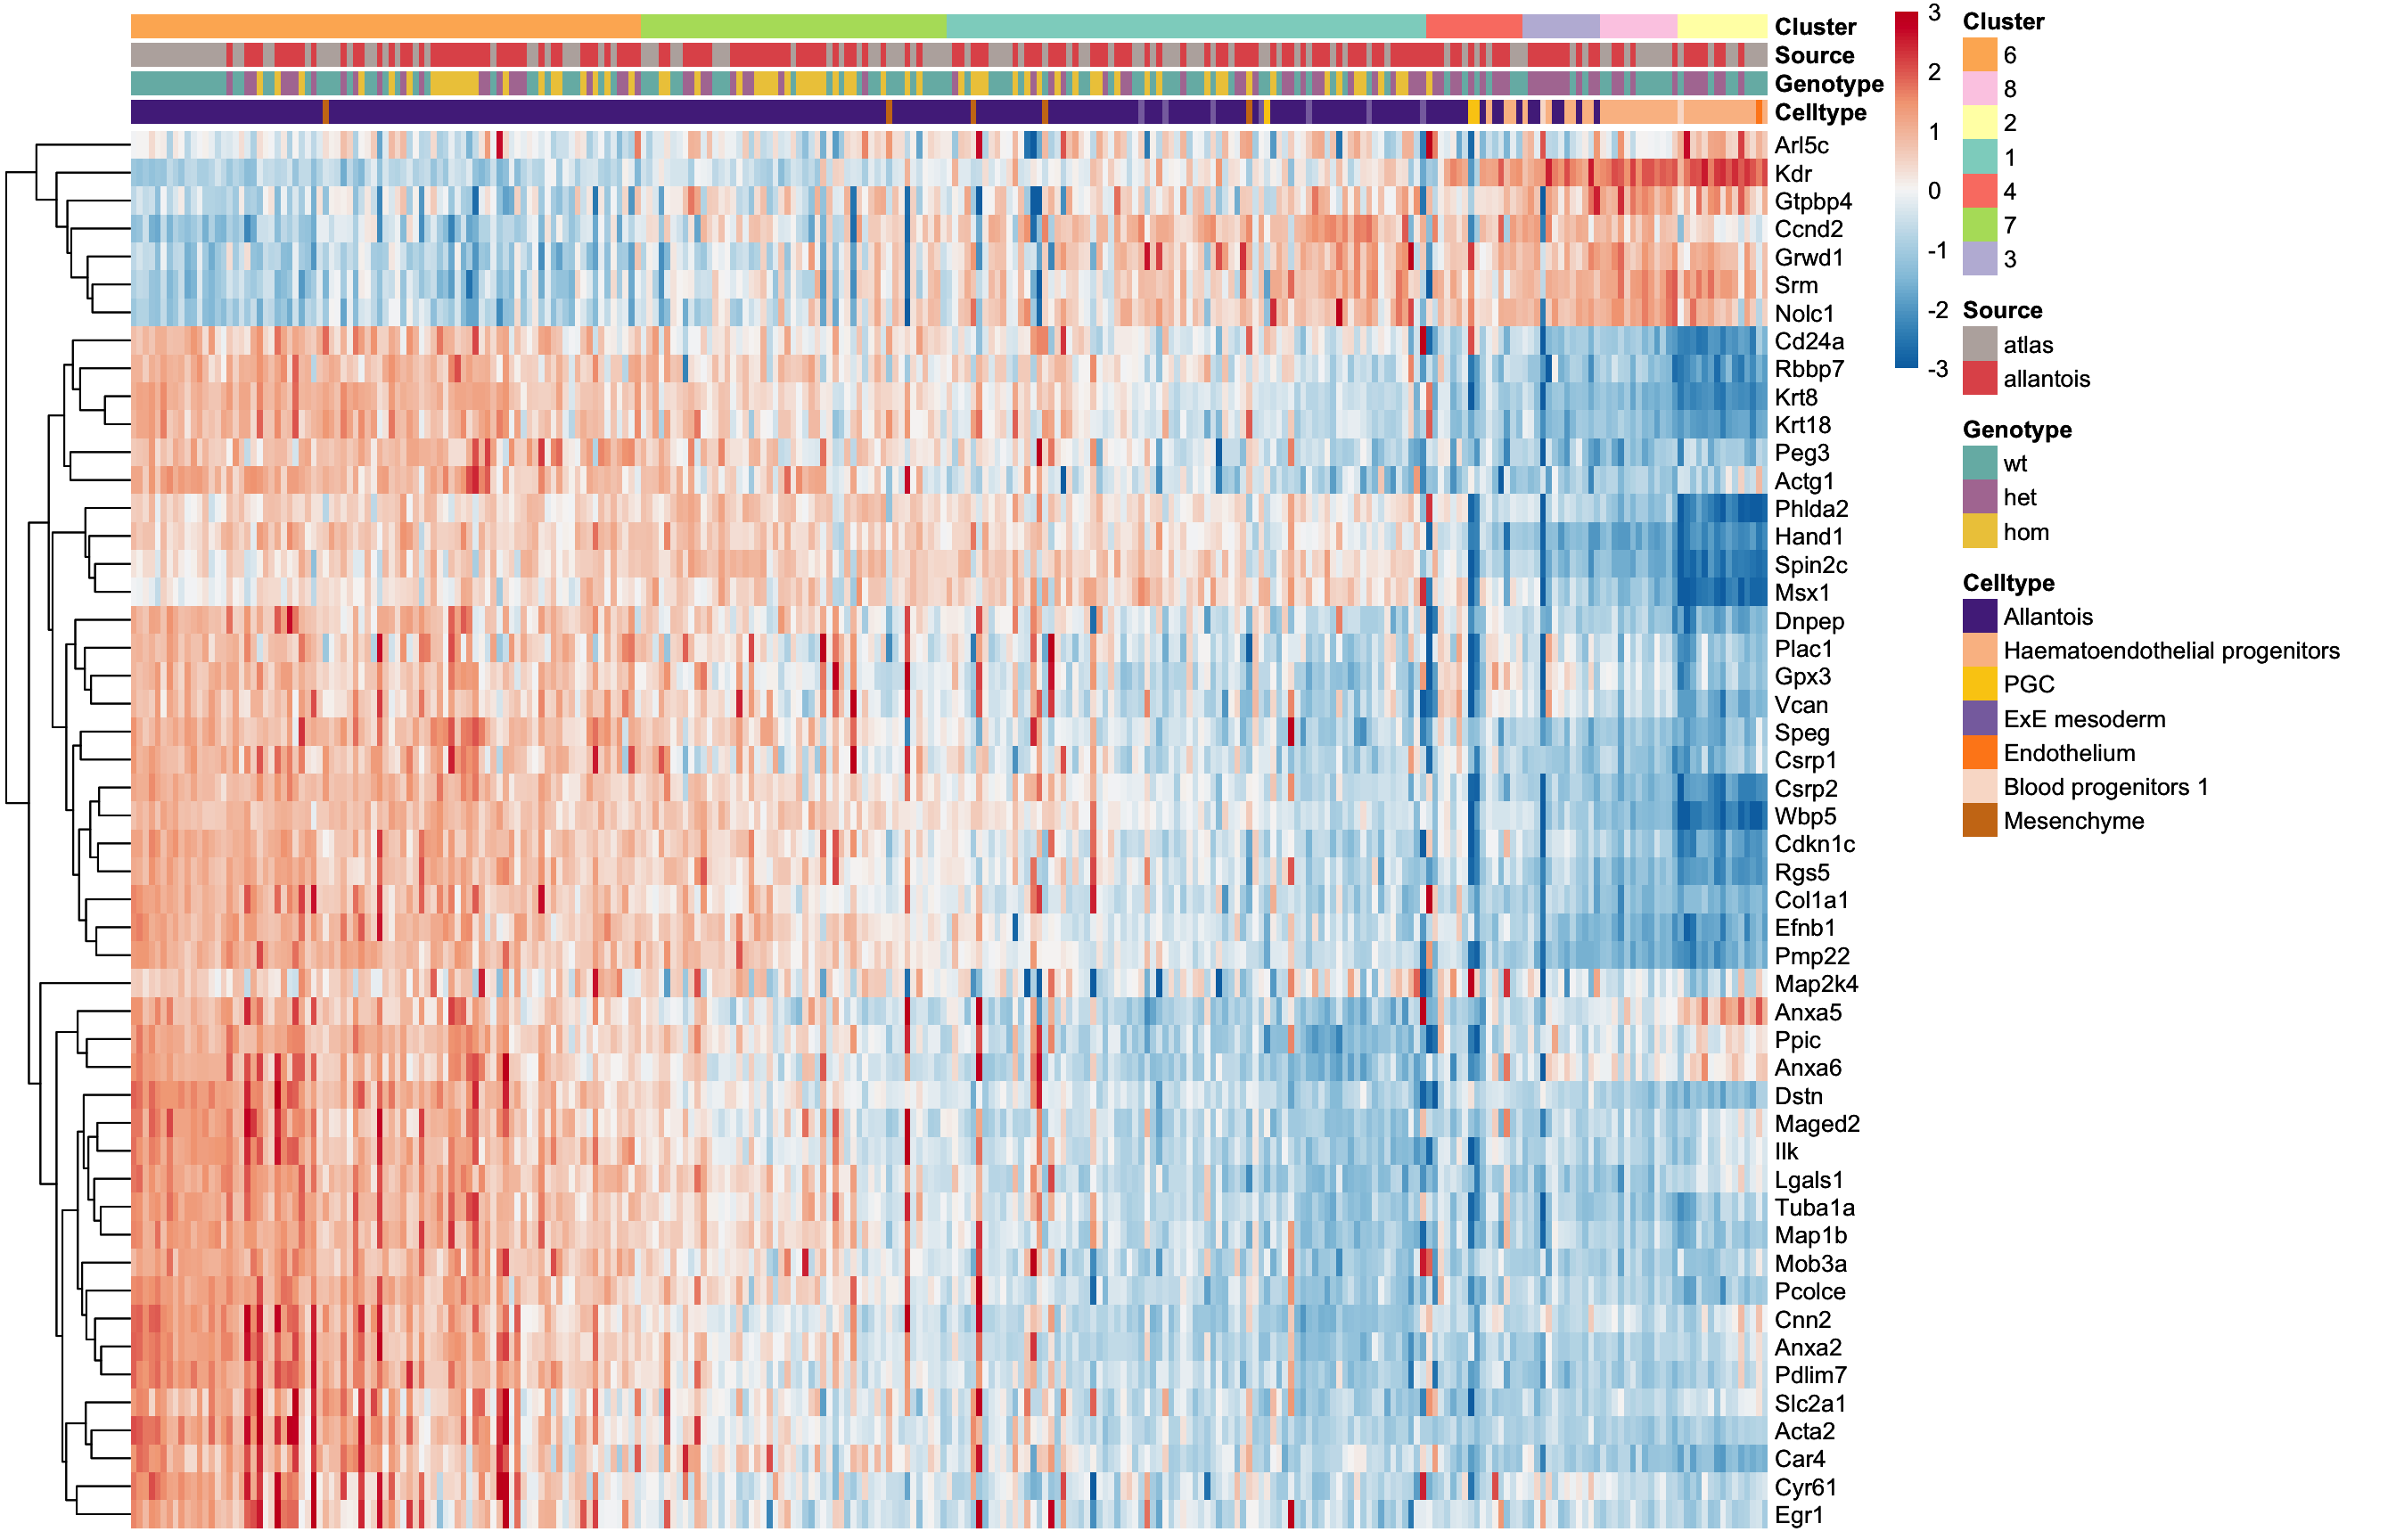 Cluster
Source
Genotype
Celltype
Arl5c
Kdr
Gtpbp4
Ccnd2
Grwd1
Srm
Nolc1
Cd24a
Rbbp7
Krt8
Krt18
Peg3
Actg1
Phlda2
Hand1
Spin2c
Msx1
Dnpep
Plac1
Gpx3
Vcan
Speg
Csrp1
Csrp2
Wbp5
Cdkn1c
Rgs5
Col1a1
Efnb1
Pmp22
Map2k4
Anxa5
Ppic
Anxa6
Dstn
Maged2
Ilk
Lgals1
Tuba1a
Map1b
Mob3a
Pcolce
Cnn2
Anxa2
Pdlim7
Slc2a1
Acta2
Car4
Cyr61
Egr1
3
2
1
0
-1
-2
-3
Cluster
6
8
2
1
4
7
3
Source
atlas
allantois
Genotype
wt
het
hom
Celltype
Allantois
Haematoendothelial progenitors
PGC
ExE mesoderm
Endothelium
Blood progenitors 1
Mesenchyme